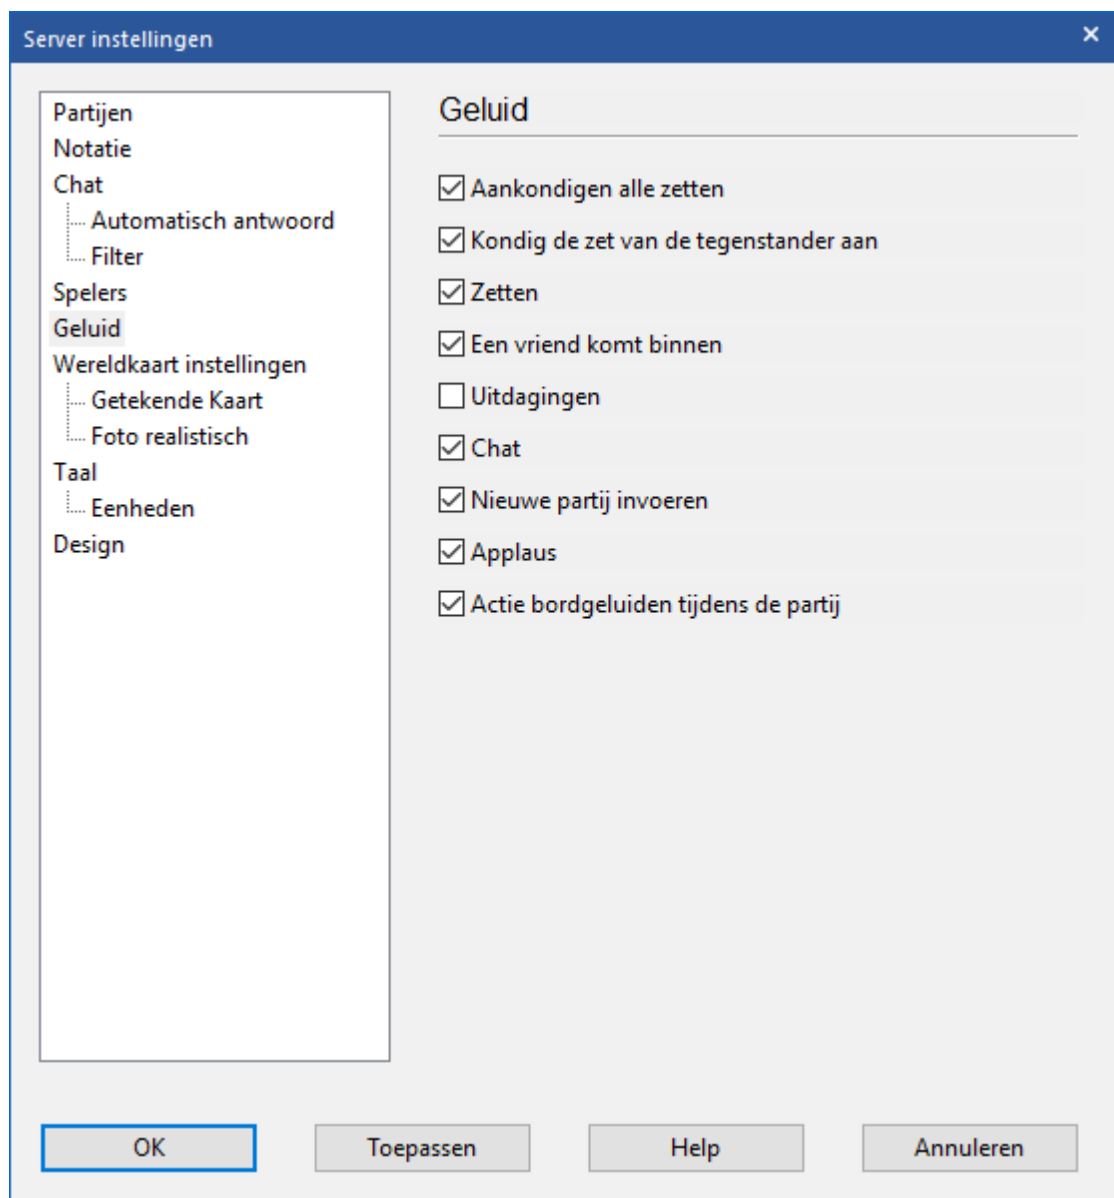 Server instellingen
Partijen
Notatie
Chat
Automatisch antwoord
Filter
Spelers
Geluid
Wereldkaart instellingen
Getekende Kaart
Foto realistisch
Taal
Eenheden
Design
Geluid
Aankondigen alle zetten
Kondig de zet van de tegenstander aan
Zetten
Een vriend komt binnen
Uitdagingen
Chat
Nieuwe partij invoeren
Applaus
Actie bordgeluiden tijdens de partij
OK
Toepassen
Help
Annuleren